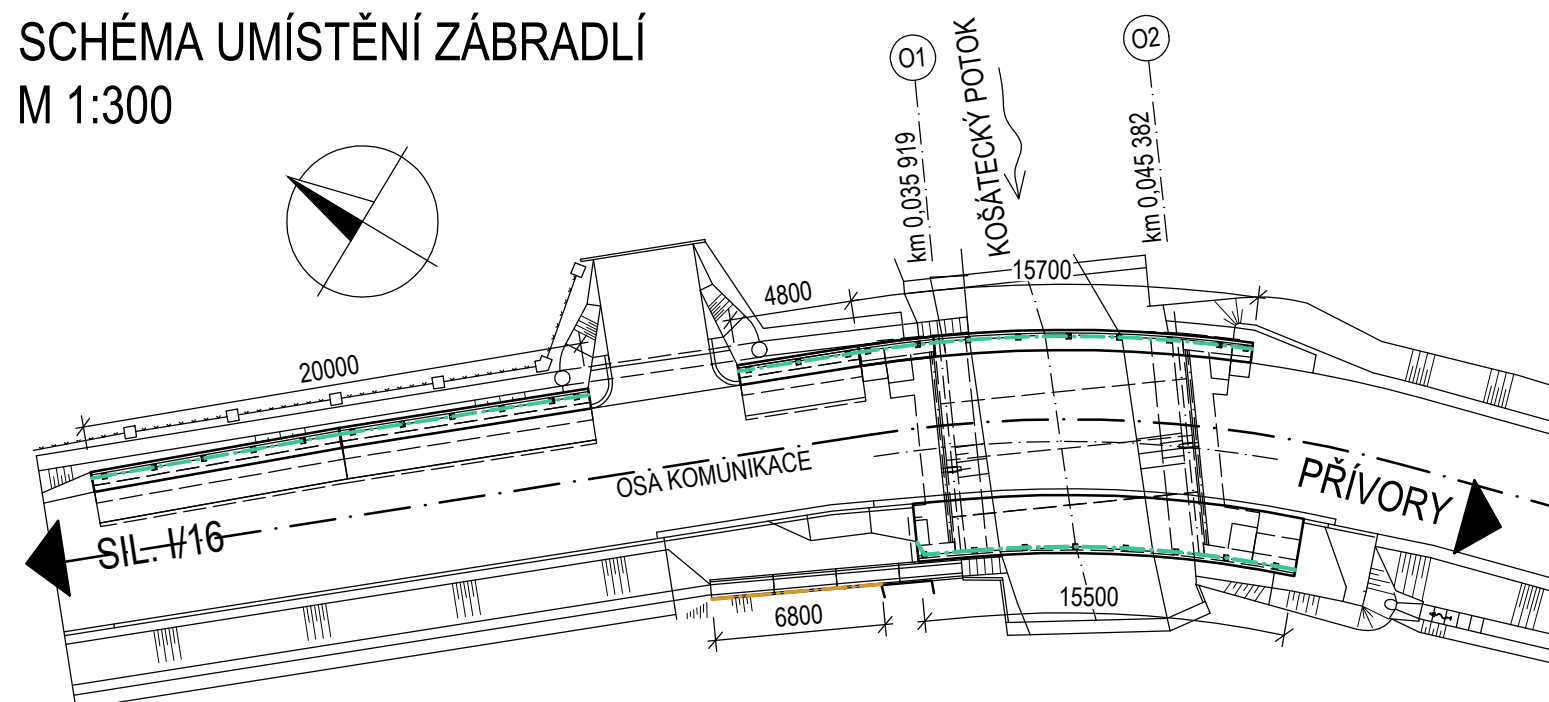 SCHÉMA UMÍSTĚNÍ ZÁBRADLÍ
M 1:300
O1
O2
km 0,035 919
KOŠÁTECKÝ POTOK
km 0,045 382
15700
4800
20000
OSA KOMUNIKACE
PŘÍVORY
SIL. I/16
6800
15500